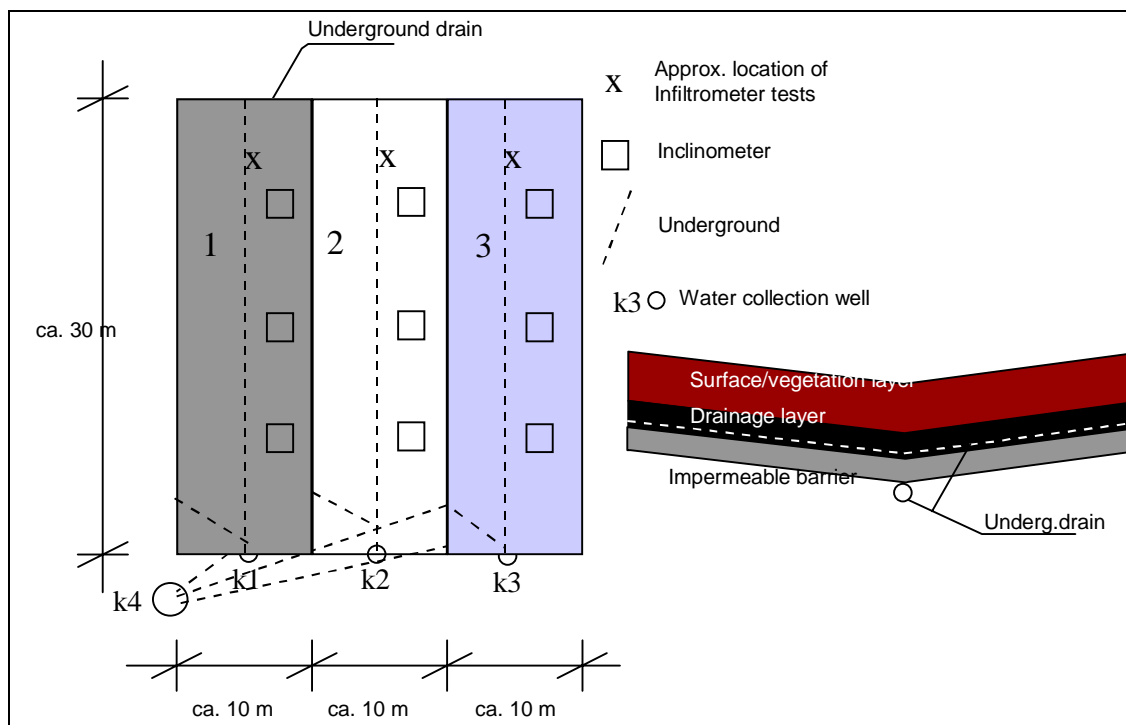 Underground drain
x
Approx. location of
Infiltrometer tests
x
x
x
Inclinometer
1
2
3
Underground
k3
Water collection well
ca. 30 m
Surface/vegetation layer
Drainage layer
Impermeable barrier
Underg.drain
k1
k2
k3
k4
ca. 10 m
ca. 10 m
ca. 10 m